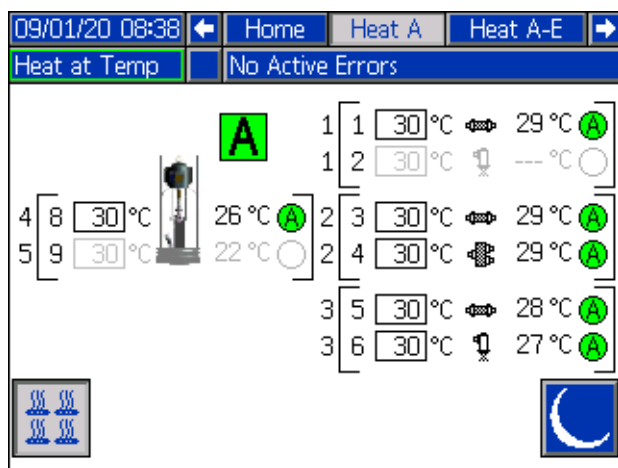 09/01/20 08:38 Home Heat A Heat A-E
Heat at Temp No Active Errors
A 1 1 30 °C 29 °C A
1 2 30 °C --- °C
4 8 30 °C 26 °C A 2 3 30 °C 29 °C A
5 9 30 °C 22 °C 2 4 30 °C 29 °C A
3 5 30 °C 28 °C A
3 6 30 °C 27 °C A